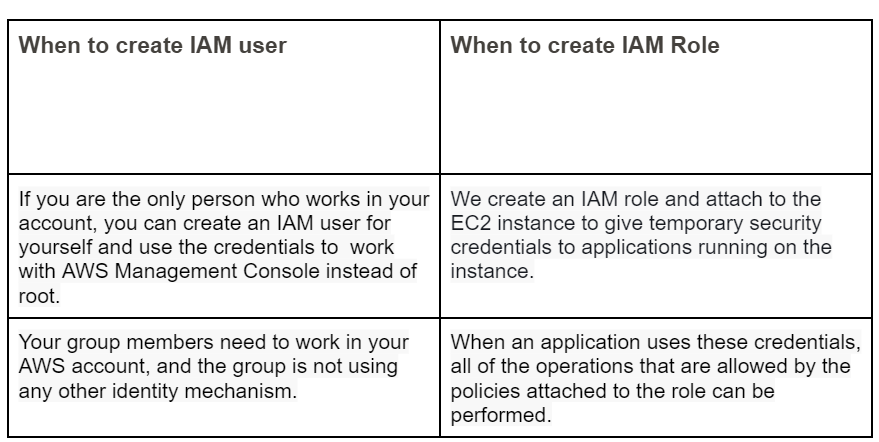 When to create IAM user
When to create IAM Role
If you are the only person who works in your
account, you can create an IAM user for
yourself and use the credentials to  work
with AWS Management Console instead of
root.
We create an IAM role and attach to the
EC2 instance to give temporary security
credentials to applications running on the
instance.
Your group members need to work in your
AWS account, and the group is not using
any other identity mechanism.
When an application uses these credentials,
all of the operations that are allowed by the
policies attached to the role can be
performed.